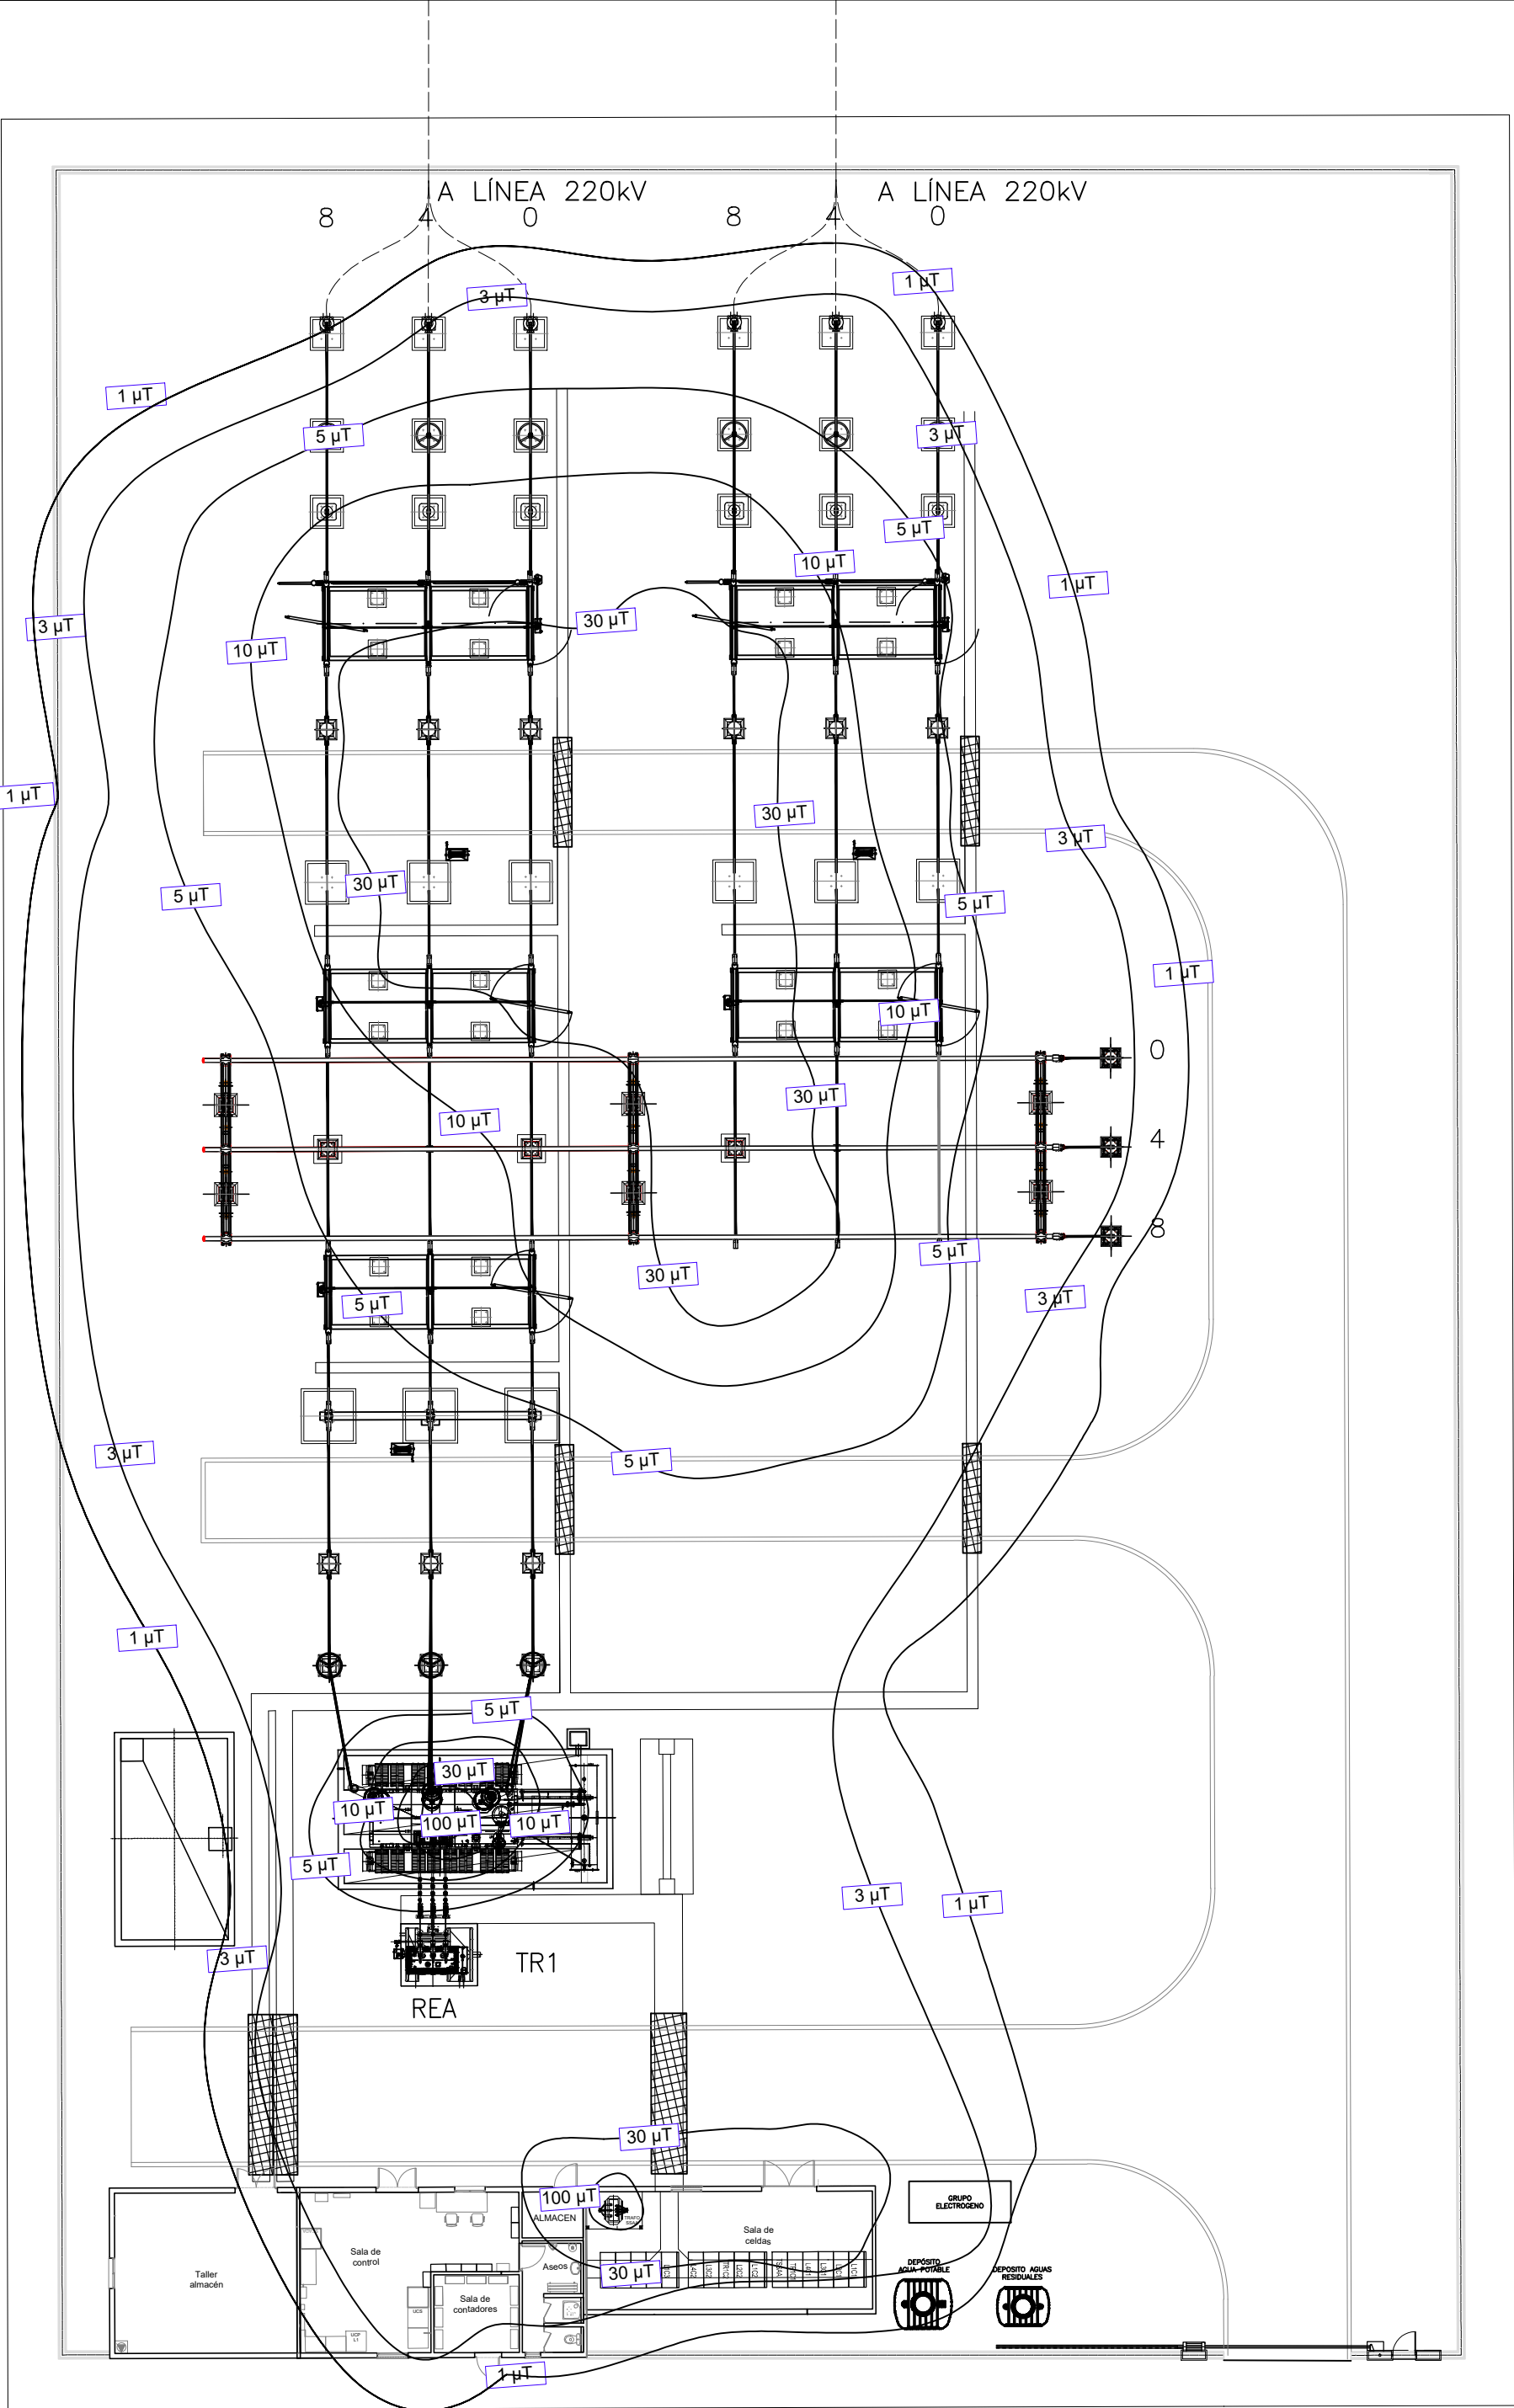 A LÍNEA 220kV
A LÍNEA 220kV
8
4
0
8
4
0
1 µT
3 µT
1 µT
5 µT
3 µT
5 µT
10 µT
1 µT
30 µT
3 µT
10 µT
1 µT
30 µT
3 µT
30 µT
5 µT
5 µT
1 µT
10 µT
0
30 µT
10 µT
4
8
5 µT
30 µT
3 µT
5 µT
3 µT
5 µT
1 µT
5 µT
30 µT
10 µT
100 µT
10 µT
5 µT
3 µT
1 µT
3 µT
TR1
REA
30 µT
100 µT
GRUPO
ELECTROGENO
ALMACEN
TRAFO
SSAA
Sala de
celdas
Sala de
control
Aseos
Taller
almacén
30 µT
DEPÓSITO
AGUA POTABLE
DEPOSITO AGUAS
RESIDUALES
Sala de
contadores
UCS
UCP
L1
1 µT